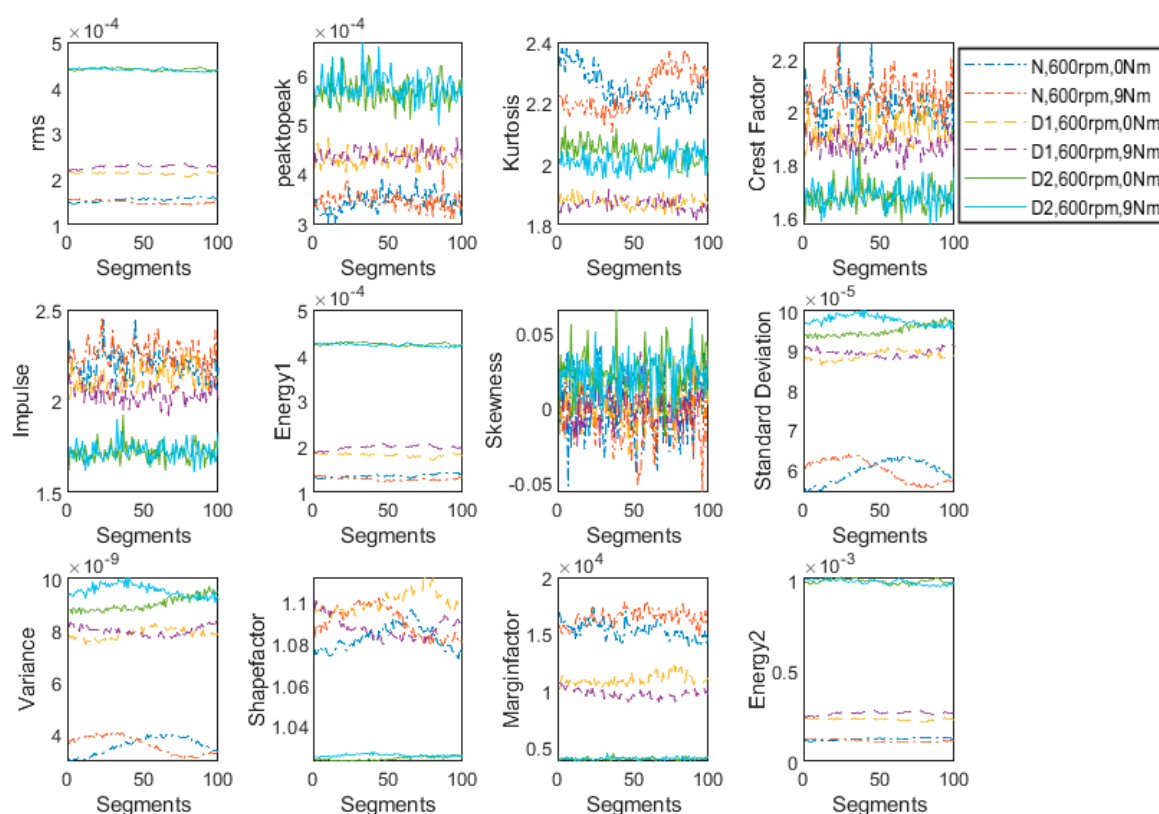 ×10^-4
5
4
3
2
1
rms
0 50 100
Segments
×10^-4
6
5
4
3
peaktopeak
0 50 100
Segments
2.4
2.2
2
1.8
Kurtosis
0 50 100
Segments
2.2
2
1.8
1.6
Crest Factor
0 50 100
Segments
N,600rpm,0Nm
N,600rpm,9Nm
D1,600rpm,0Nm
D1,600rpm,9Nm
D2,600rpm,0Nm
D2,600rpm,9Nm
2.5
2
1.5
Impulse
0 50 100
Segments
×10^-4
5
4
3
2
1
Energy1
0 50 100
Segments
0.05
0
-0.05
Skewness
0 50 100
Segments
×10^-5
10
9
8
7
6
Standard Deviation
0 50 100
Segments
×10^-9
10
8
6
4
Variance
0 50 100
Segments
1.1
1.08
1.06
1.04
Shapefactor
0 50 100
Segments
×10^4
2
1.5
1
0.5
Marginfactor
0 50 100
Segments
×10^-3
1
0.5
0
Energy2
0 50 100
Segments